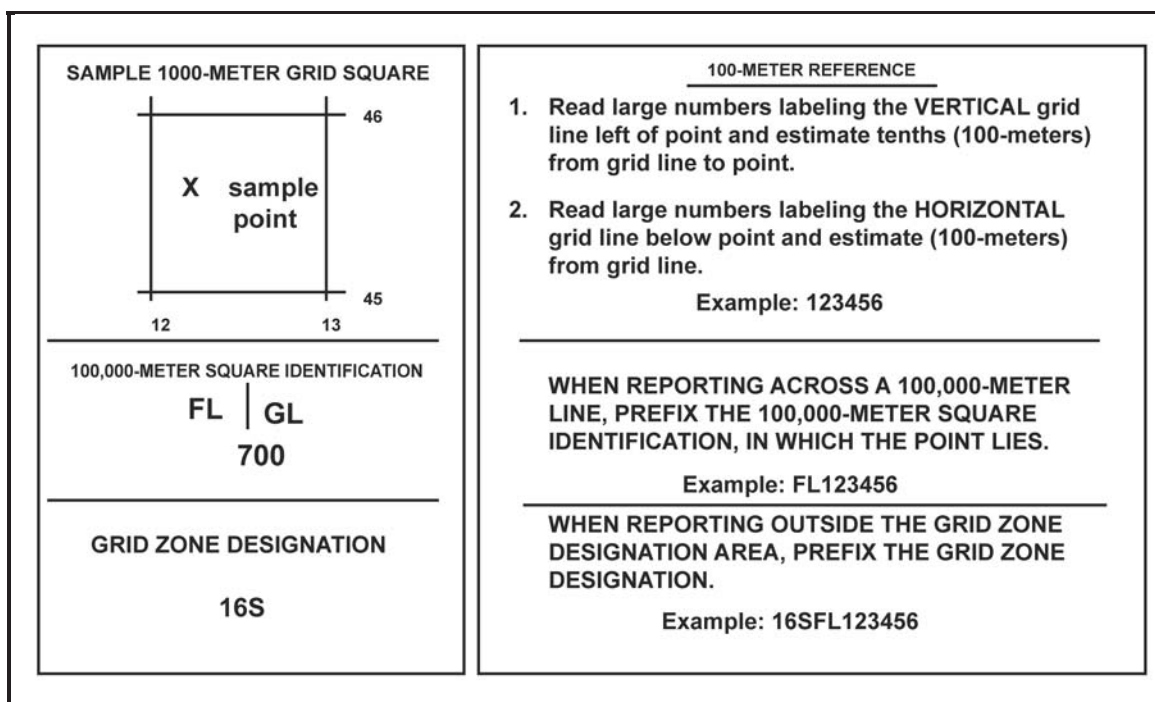 SAMPLE 1000-METER GRID SQUARE
46
X sample
point
45
12 13
100,000-METER SQUARE IDENTIFICATION
FL GL
700
GRID ZONE DESIGNATION
16S
100-METER REFERENCE
1. Read large numbers labeling the VERTICAL grid
line left of point and estimate tenths (100-meters)
from grid line to point.
2. Read large numbers labeling the HORIZONTAL
grid line below point and estimate (100-meters)
from grid line.
Example: 123456
WHEN REPORTING ACROSS A 100,000-METER
LINE, PREFIX THE 100,000-METER SQUARE
IDENTIFICATION, IN WHICH THE POINT LIES.
Example: FL123456
WHEN REPORTING OUTSIDE THE GRID ZONE
DESIGNATION AREA, PREFIX THE GRID ZONE
DESIGNATION.
Example: 16SFL123456